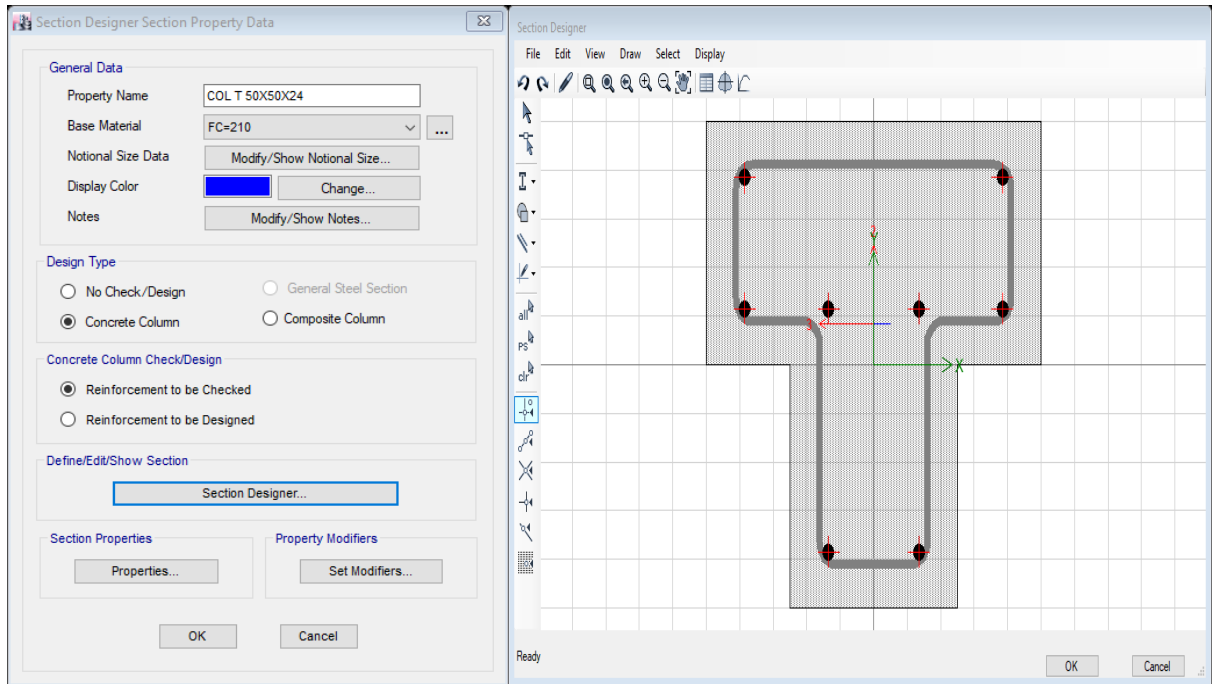 Section Designer Section Property Data
General Data
Property Name COL T 50X50X24
Base Material FC=210 ...
Notional Size Data Modify/Show Notional Size...
Display Color Change...
Notes Modify/Show Notes...
Design Type
No Check/Design General Steel Section
Concrete Column Composite Column
Concrete Column Check/Design
Reinforcement to be Checked
Reinforcement to be Designed
Define/Edit/Show Section
Section Designer...
Section Properties Property Modifiers
Properties... Set Modifiers...
OK Cancel
Section Designer
File Edit View Draw Select Display
all
PS
clr
X
Ready
OK Cancel